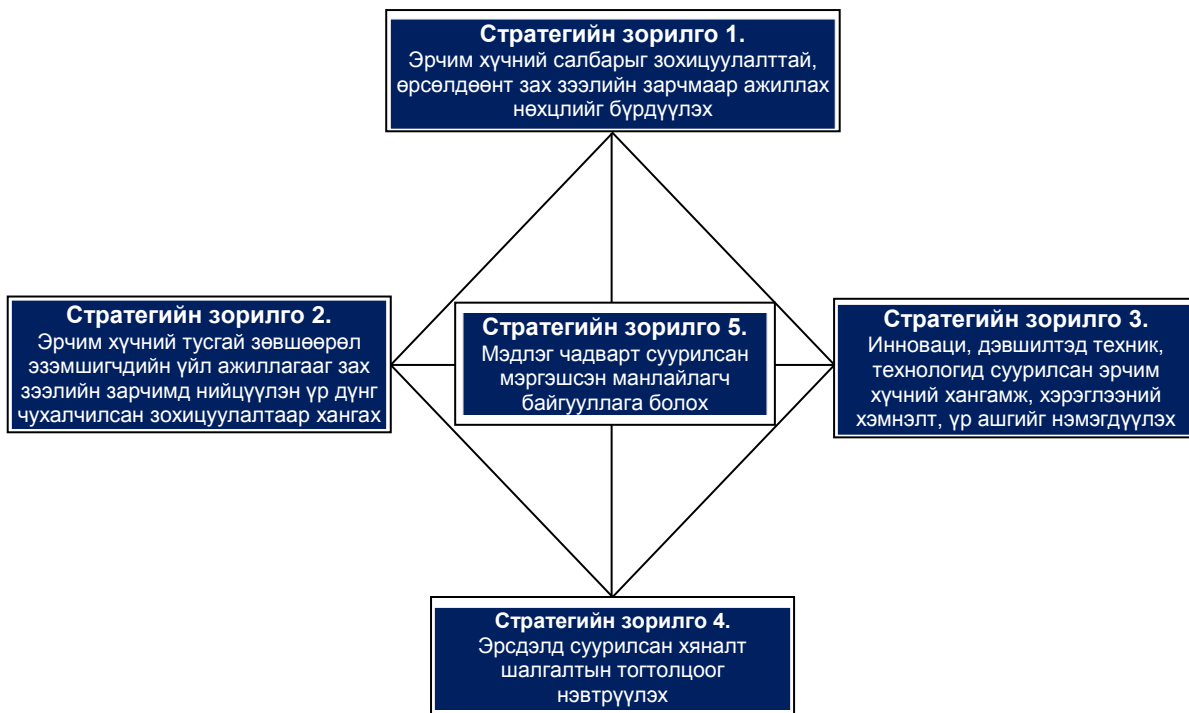 Стратегийн зорилго 1.
Эрчим хүчний салбарыг зохицуулалттай,
өрсөлдөөнт зах зээлийн зарчмаар ажиллах
нөхцлийг бүрдүүлэх
Стратегийн зорилго 2.
Эрчим хүчний тусгай зөвшөөрөл
эзэмшигчдийн үйл ажиллагааг зах
зээлийн зарчимд нийцүүлэн үр дүнг
чухалчилсан зохицуулалтаар хангах
Стратегийн зорилго 5.
Мэдлэг чадварт суурилсан
мэргэшсэн манлайлагч
байгууллага болох
Стратегийн зорилго 3.
Инноваци, дэвшилтэд техник,
технологид суурилсан эрчим
хүчний хангамж, хэрэглээний
хэмнэлт, үр ашгийг нэмэгдүүлэх
Стратегийн зорилго 4.
Эрсдэлд суурилсан хяналт
шалгалтын тогтолцоог
нэвтрүүлэх